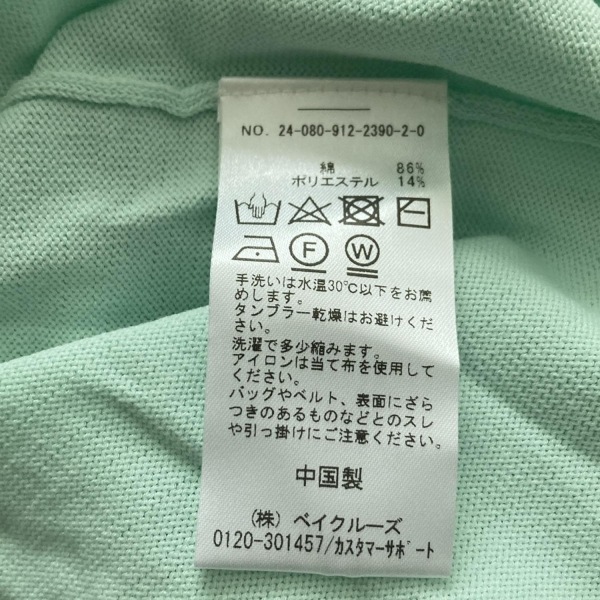 NO. 24-080-912-2390-2-0
綿 86%
ポリエステル 14%
F W
手洗いは水温30℃以下をお薦
めします。
タンブラー乾燥はお避けくだ
さい。
洗濯で多少縮みます。
アイロンは当て布を使用して
ください。
バッグやベルト、表面にざら
つきのあるものなどとのスレ
や引っ掛けにご注意ください。
中国製
(株) ベイクルーズ
0120-301457/ｶｽﾀﾏｰｻﾎﾟｰﾄ